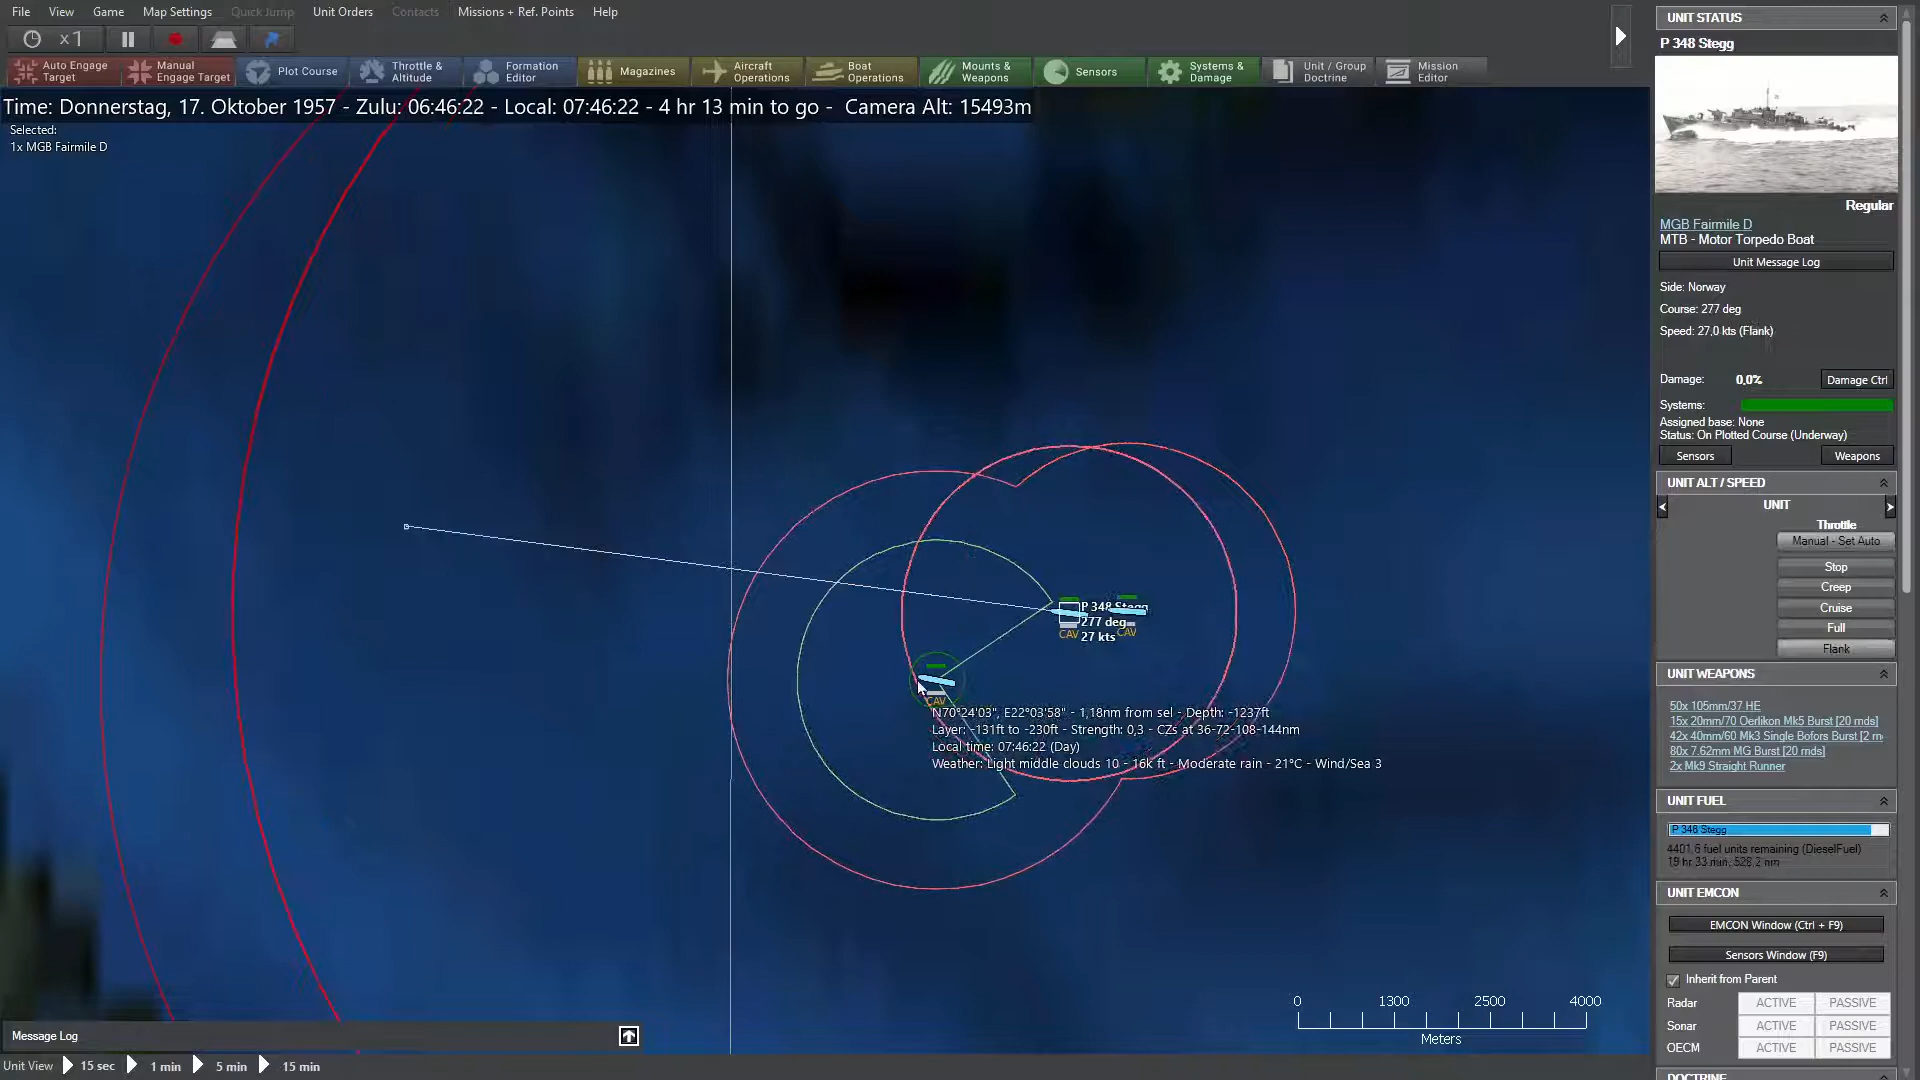 File View Game Map Settings Quick Jump Unit Orders Contacts Missions + Ref. Points Help
x1
Auto Engage Target
Manual Engage Target
Plot Course
Throttle & Altitude
Formation Editor
Magazines
Aircraft Operations
Boat Operations
Mounts & Weapons
Sensors
Systems & Damage
Unit / Group Doctrine
Mission Editor
Time: Donnerstag, 17. Oktober 1957 - Zulu: 06:46:22 - Local: 07:46:22 - 4 hr 13 min to go - Camera Alt: 15493m
Selected:
1x MGB Fairmile D
P 348 Stegg
277 deg
CAV 27 kts CAV
CAV
N70°24'03", E22°03'58" - 1,18nm from sel - Depth: -1237ft
Layer: -131ft to -230ft - Strength: 0,3 - CZs at 36-72-108-144nm
Local time: 07:46:22 (Day)
Weather: Light middle clouds 10 - 16k ft - Moderate rain - 21°C - Wind/Sea 3
0 1300 2500 4000
Meters
Message Log
Unit View 15 sec 1 min 5 min 15 min
UNIT STATUS
P 348 Stegg
Regular
MGB Fairmile D
MTB - Motor Torpedo Boat
Unit Message Log
Side: Norway
Course: 277 deg
Speed: 27,0 kts (Flank)
Damage: 0,0% Damage Ctrl
Systems:
Assigned base: None
Status: On Plotted Course (Underway)
Sensors Weapons
UNIT ALT / SPEED
UNIT
Throttle
Manual - Set Auto
Stop
Creep
Cruise
Full
Flank
UNIT WEAPONS
50x 105mm/37 HE
15x 20mm/70 Oerlikon Mk5 Burst [20 rnds]
42x 40mm/60 Mk3 Single Bofors Burst [2 rn
80x 7.62mm MG Burst [20 rnds]
2x Mk9 Straight Runner
UNIT FUEL
P 348 Stegg
4401,6 fuel units remaining (DieselFuel)
19 hr 33 min, 528,2 nm
UNIT EMCON
EMCON Window (Ctrl + F9)
Sensors Window (F9)
Inherit from Parent
Radar ACTIVE PASSIVE
Sonar ACTIVE PASSIVE
OECM ACTIVE PASSIVE
DOCTRINE